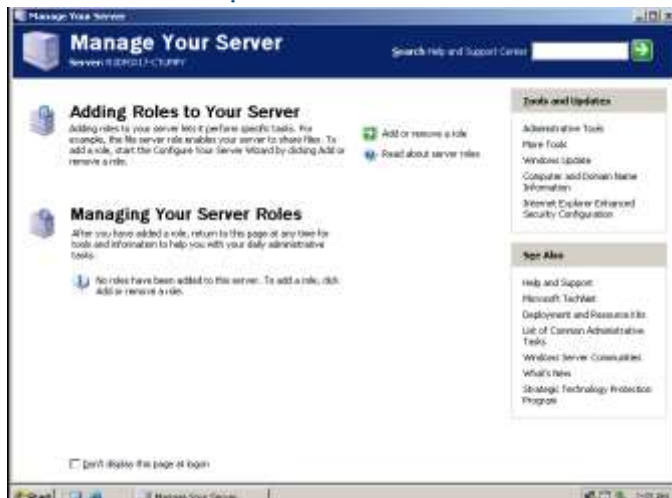 Manage Your Server
Manage Your Server
Server:
Search Help and Support Center
Adding Roles to Your Server
Adding roles to your server lets it perform specific tasks. For
example, the file server role enables your server to share files. To
add a role, start the Configure Your Server Wizard by clicking Add or
remove a role.
Add or remove a role
Read about server roles
Managing Your Server Roles
After you have added a role, return to this page at any time for
tools and information to help you with your daily administrative
tasks.
No roles have been added to this server. To add a role, click
Add or remove a role.
Tools and Updates
Administrative Tools
More Tools
Windows Update
Computer and Domain Name
Information
Internet Explorer Enhanced
Security Configuration
See Also
Help and Support
Microsoft TechNet
Deployment and Resource Kits
List of Common Administrative
Tasks
Windows Server Communities
What's New
Strategic Technology Protection
Program
Don't display this page at logon
Start
Manage Your Server